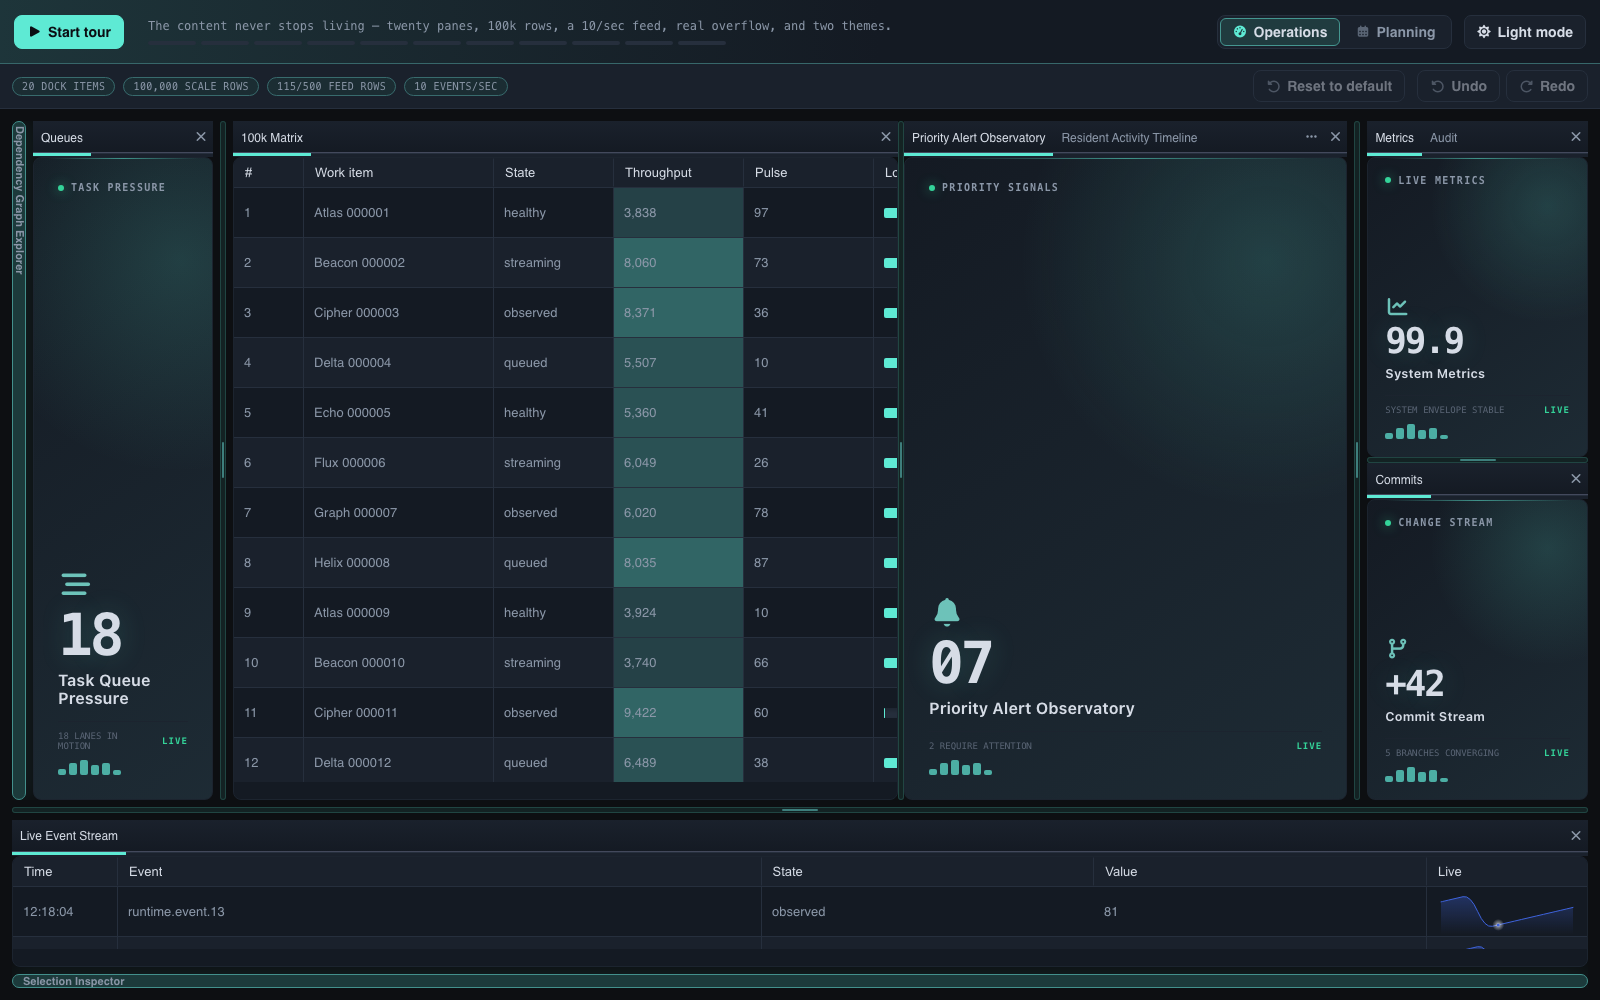 Start tour
The content never stops living — twenty panes, 100k rows, a 10/sec feed, real overflow, and two themes.
Operations
Planning
Light mode
20 DOCK ITEMS
100,000 SCALE ROWS
115/500 FEED ROWS
10 EVENTS/SEC
Reset to default
Undo
Redo
Dependency Graph Explorer
Queues
TASK PRESSURE
18
Task Queue
Pressure
18 LANES IN
MOTION
LIVE
100k Matrix
# Work item State Throughput Pulse Lo
1 Atlas 000001 healthy 3,838 97
2 Beacon 000002 streaming 8,060 73
3 Cipher 000003 observed 8,371 36
4 Delta 000004 queued 5,507 10
5 Echo 000005 healthy 5,360 41
6 Flux 000006 streaming 6,049 26
7 Graph 000007 observed 6,020 78
8 Helix 000008 queued 8,035 87
9 Atlas 000009 healthy 3,924 10
10 Beacon 000010 streaming 3,740 66
11 Cipher 000011 observed 9,422 60
12 Delta 000012 queued 6,489 38
Priority Alert Observatory
Resident Activity Timeline
PRIORITY SIGNALS
07
Priority Alert Observatory
2 REQUIRE ATTENTION
LIVE
Metrics
Audit
LIVE METRICS
99.9
System Metrics
SYSTEM ENVELOPE STABLE
LIVE
Commits
CHANGE STREAM
+42
Commit Stream
5 BRANCHES CONVERGING
LIVE
Live Event Stream
Time Event State Value Live
12:18:04 runtime.event.13 observed 81
Selection Inspector